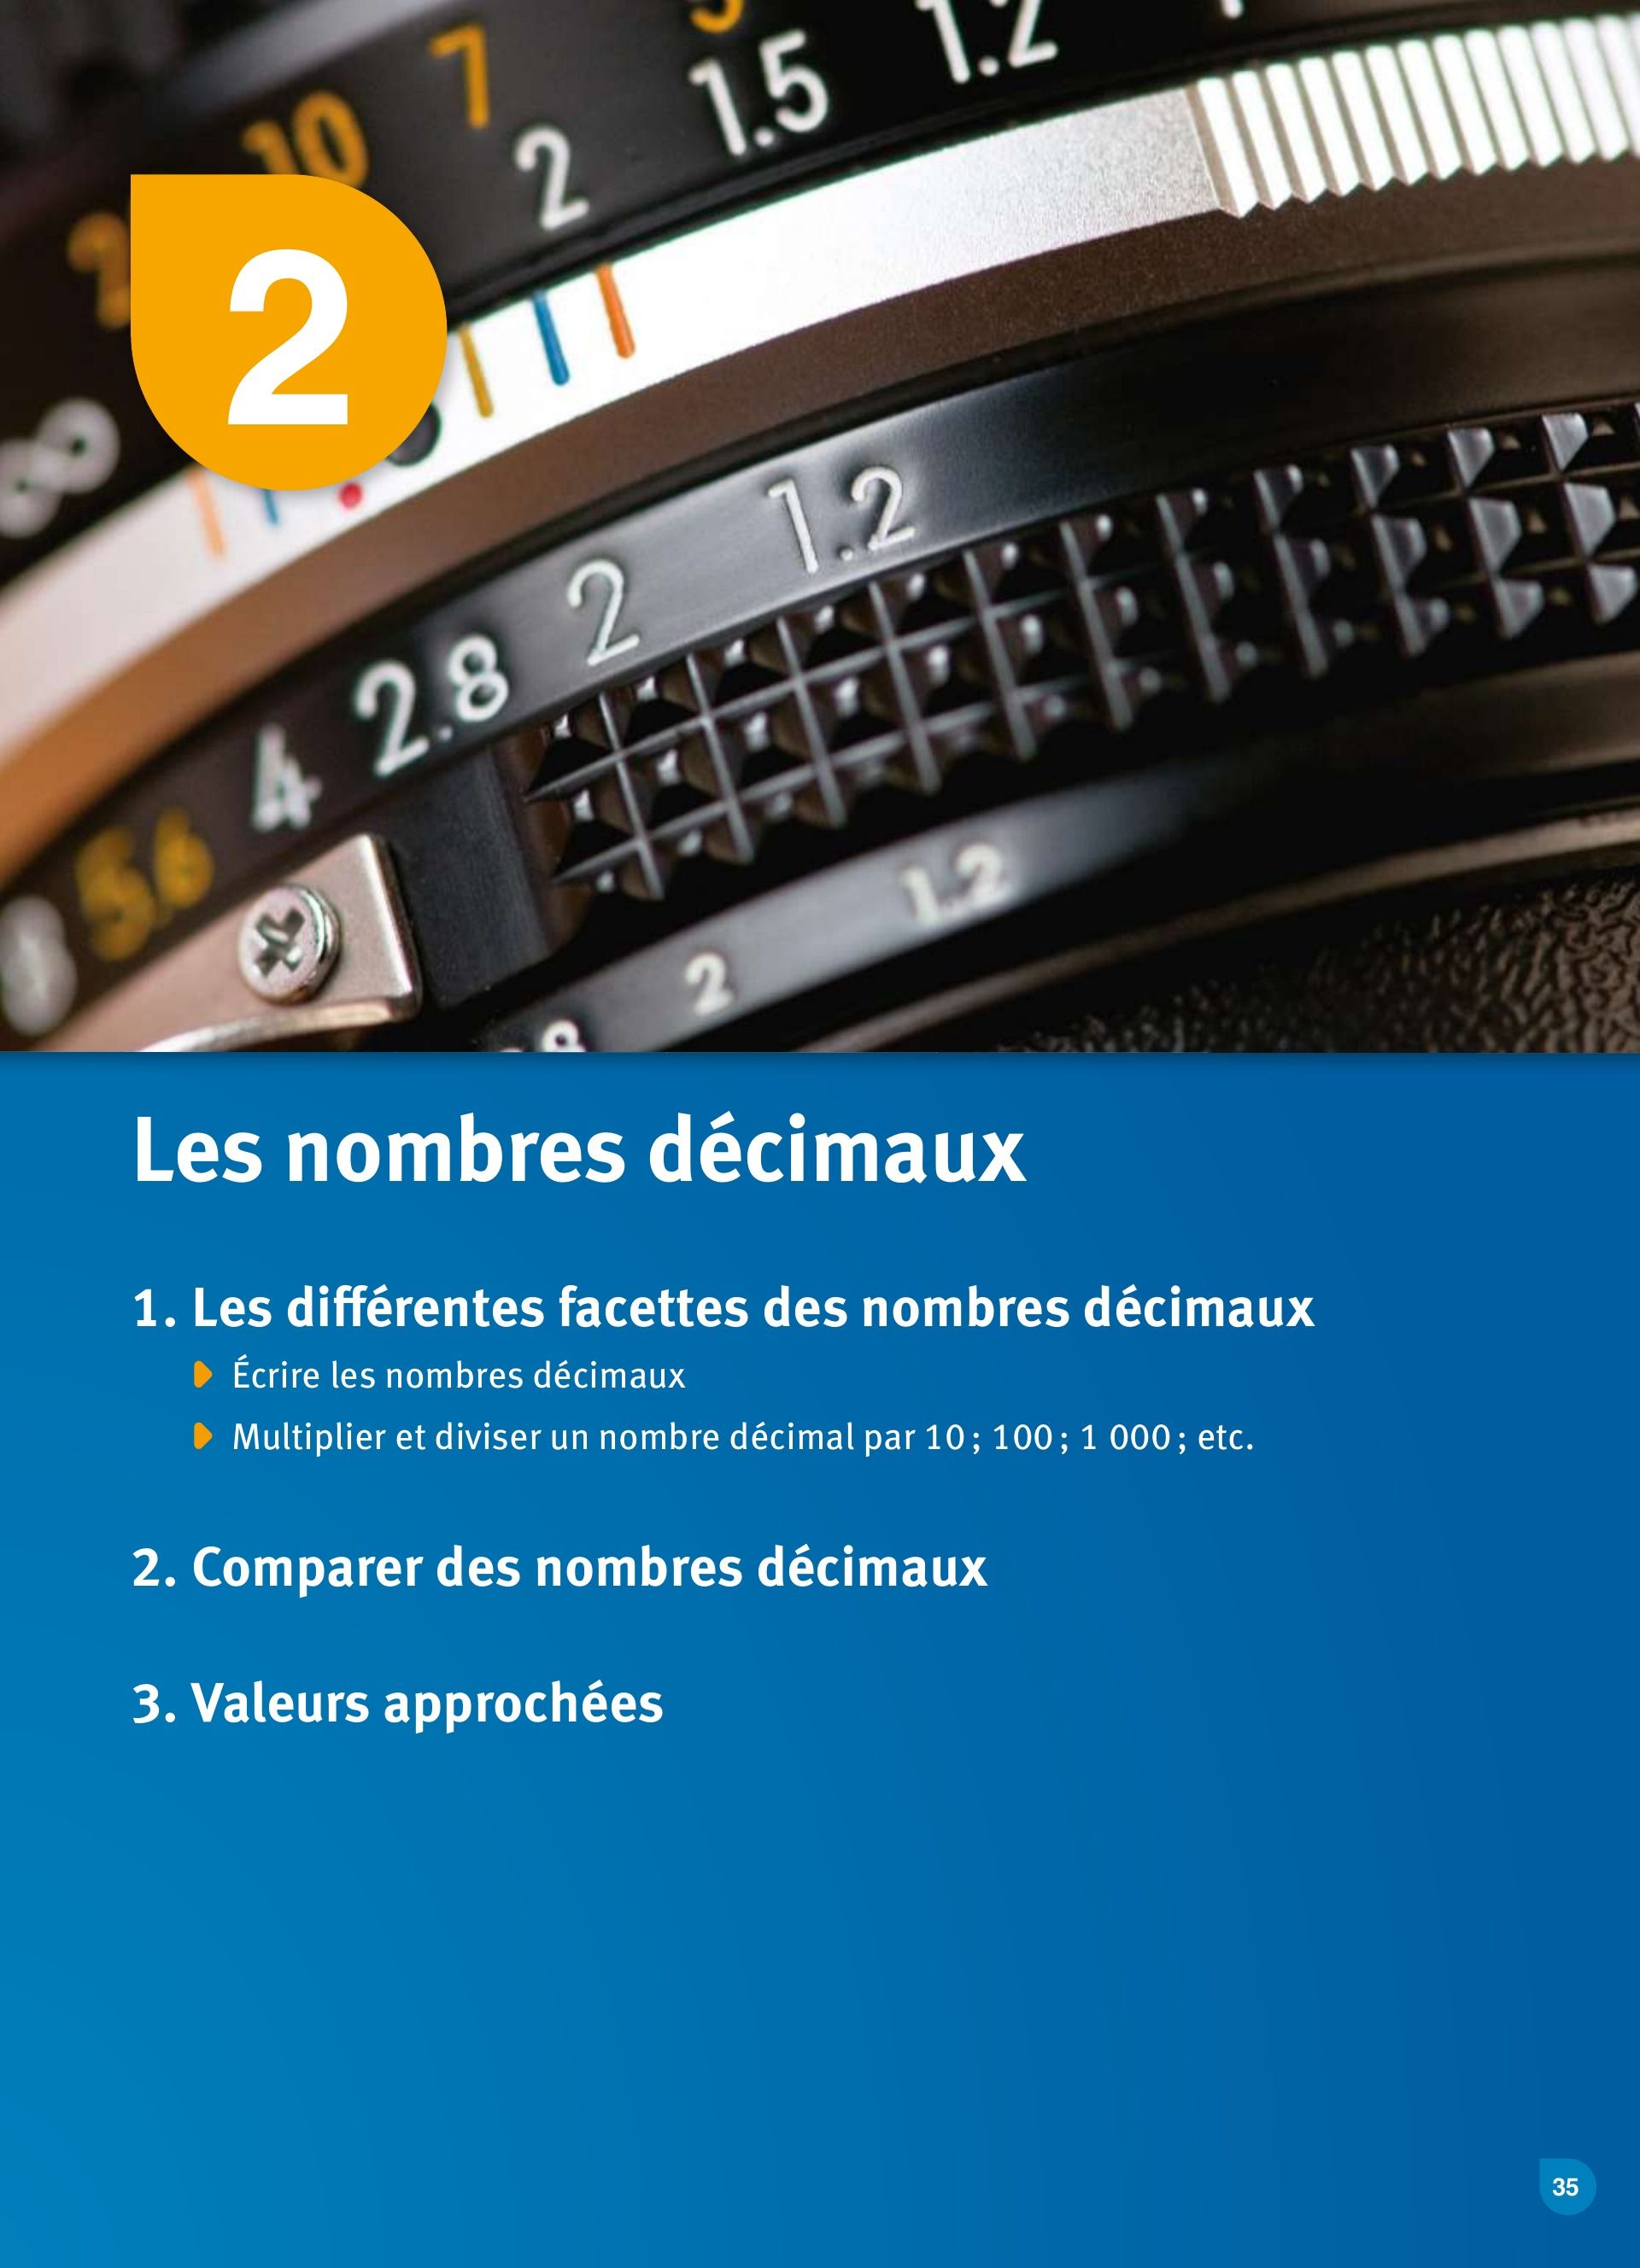 10
7
2
1.5
1.2
2
1.2
2
2.8
4
5.6
1.2
2
8
Les nombres décimaux
1. Les différentes facettes des nombres décimaux
Écrire les nombres décimaux
Multiplier et diviser un nombre décimal par 10 ; 100 ; 1 000 ; etc.
2. Comparer des nombres décimaux
3. Valeurs approchées
35